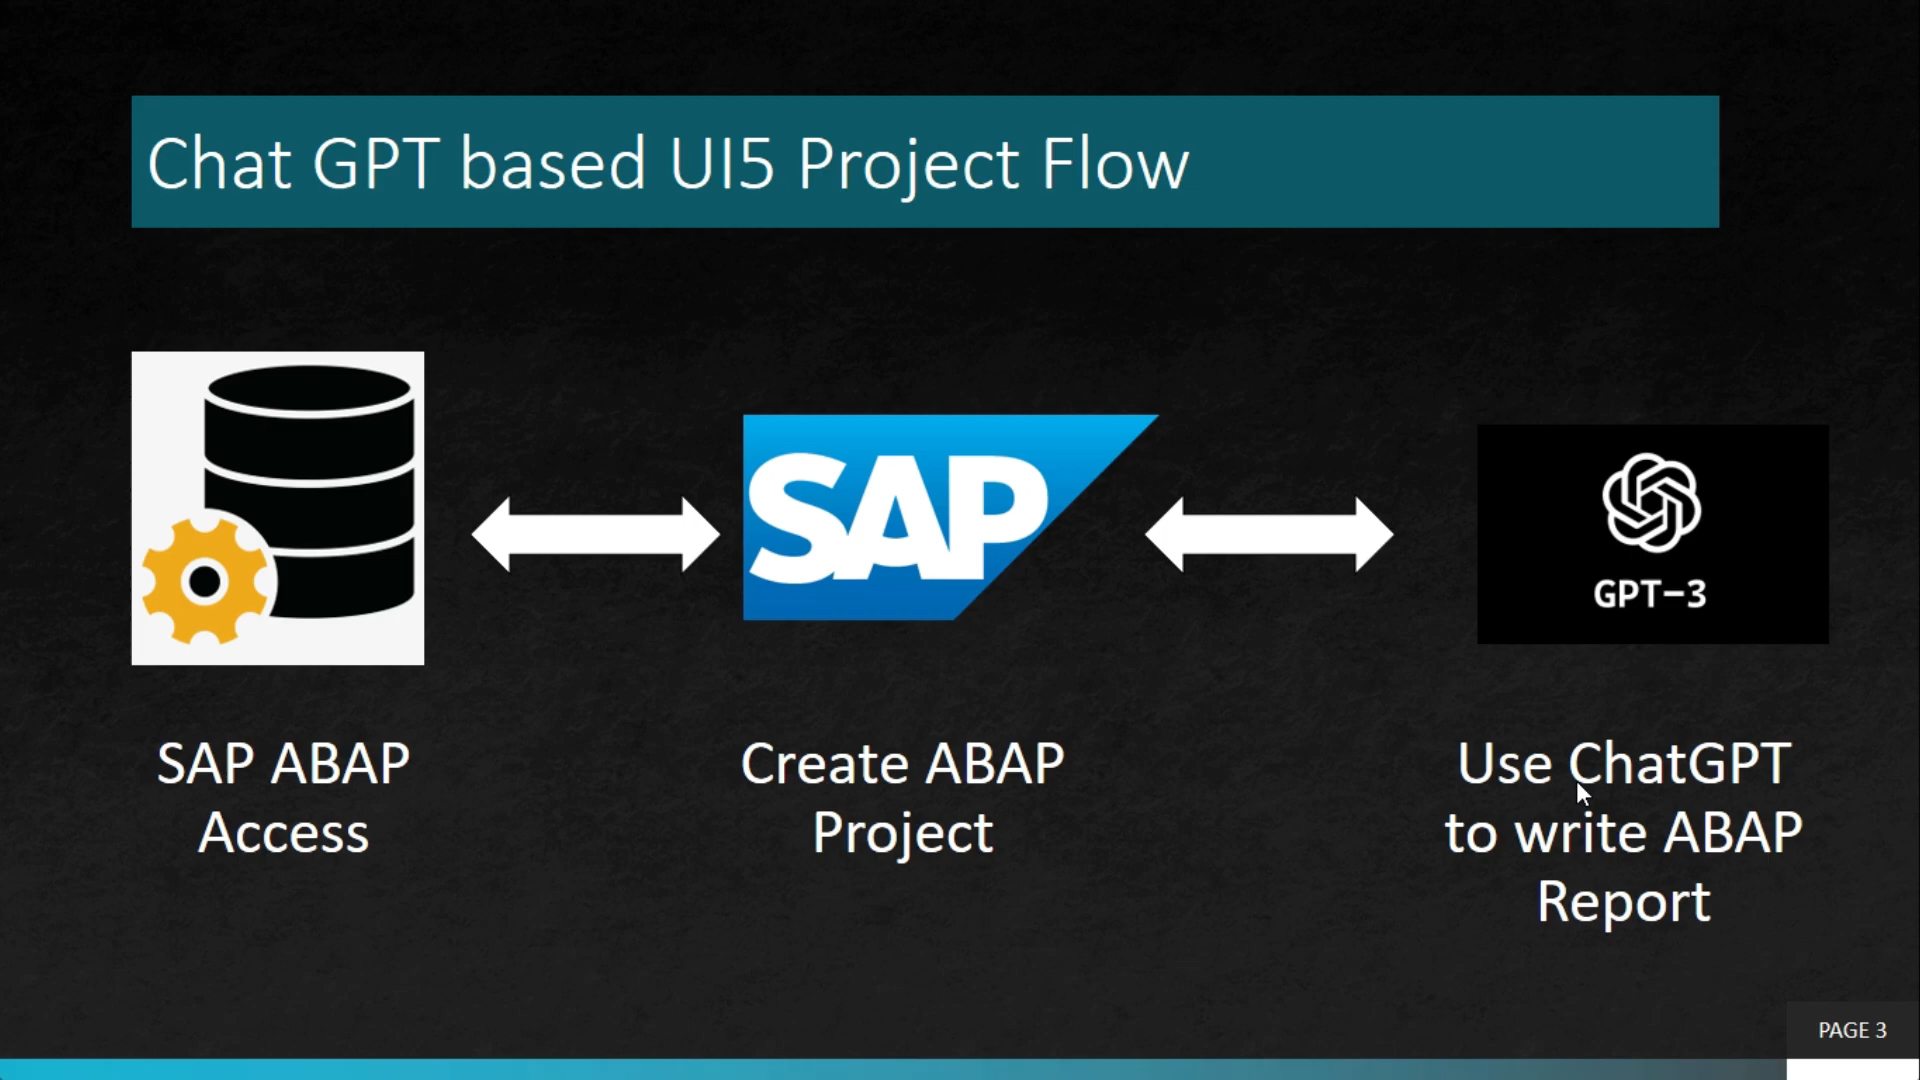 Chat GPT based UI5 Project Flow
SAP
GPT-3
SAP ABAP
Access
Create ABAP
Project
Use ChatGPT
to write ABAP
Report
PAGE 3